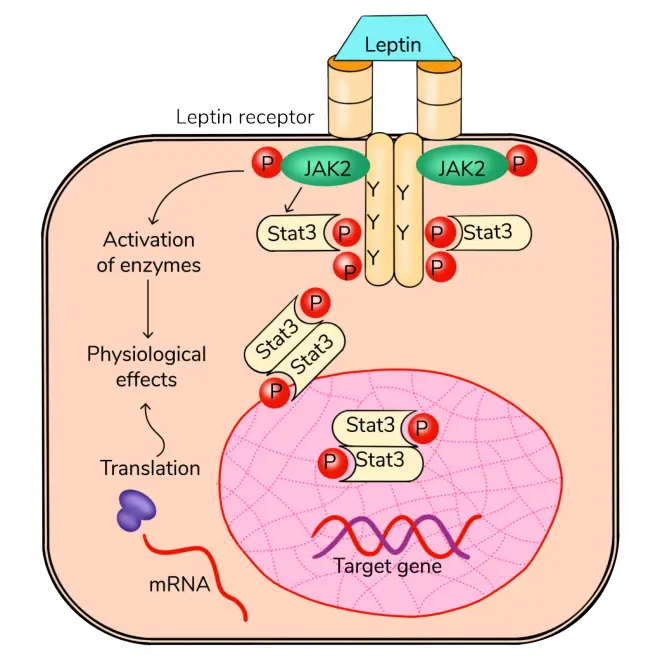 Leptin
Leptin receptor
P
JAK2
JAK2
P
Y
Y
Stat3
P
Y
Y
P
Stat3
Y
P
P
Activation
of enzymes
P
Stat3
Stat3
P
Physiological
effects
Stat3
P
P
Stat3
Translation
Target gene
mRNA